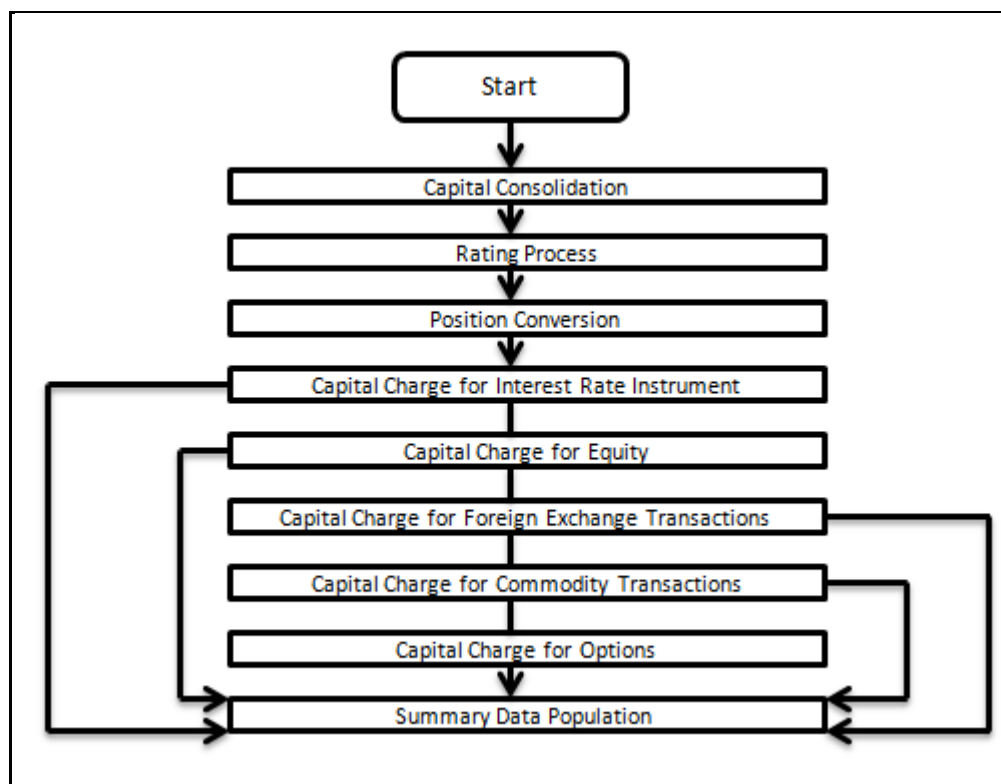 Start
Capital Consolidation
Rating Process
Position Conversion
Capital Charge for Interest Rate Instrument
Capital Charge for Equity
Capital Charge for Foreign Exchange Transactions
Capital Charge for Commodity Transactions
Capital Charge for Options
Summary Data Population